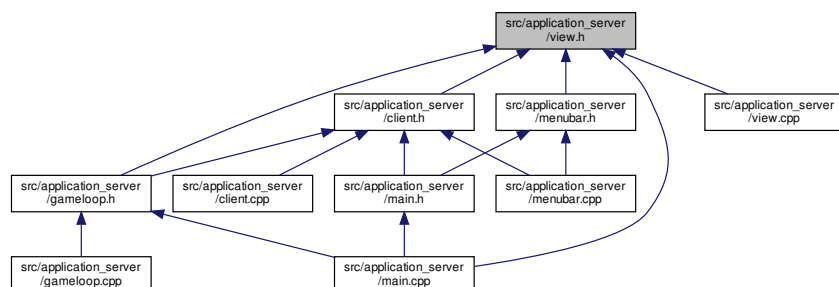 src/application_server
/view.h
src/application_server
/client.h
src/application_server
/menubar.h
src/application_server
/view.cpp
src/application_server
/gameloop.h
src/application_server
/client.cpp
src/application_server
/main.h
src/application_server
/menubar.cpp
src/application_server
/gameloop.cpp
src/application_server
/main.cpp